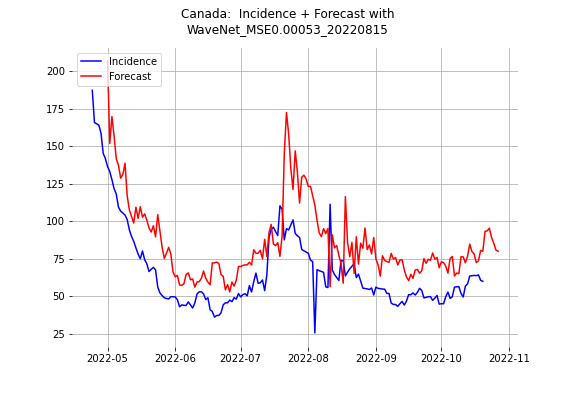 Canada:  Incidence + Forecast with
WaveNet_MSE0.00053_20220815
Incidence
Forecast
200
175
150
125
100
75
50
25
2022-05 2022-06 2022-07 2022-08 2022-09 2022-10 2022-11